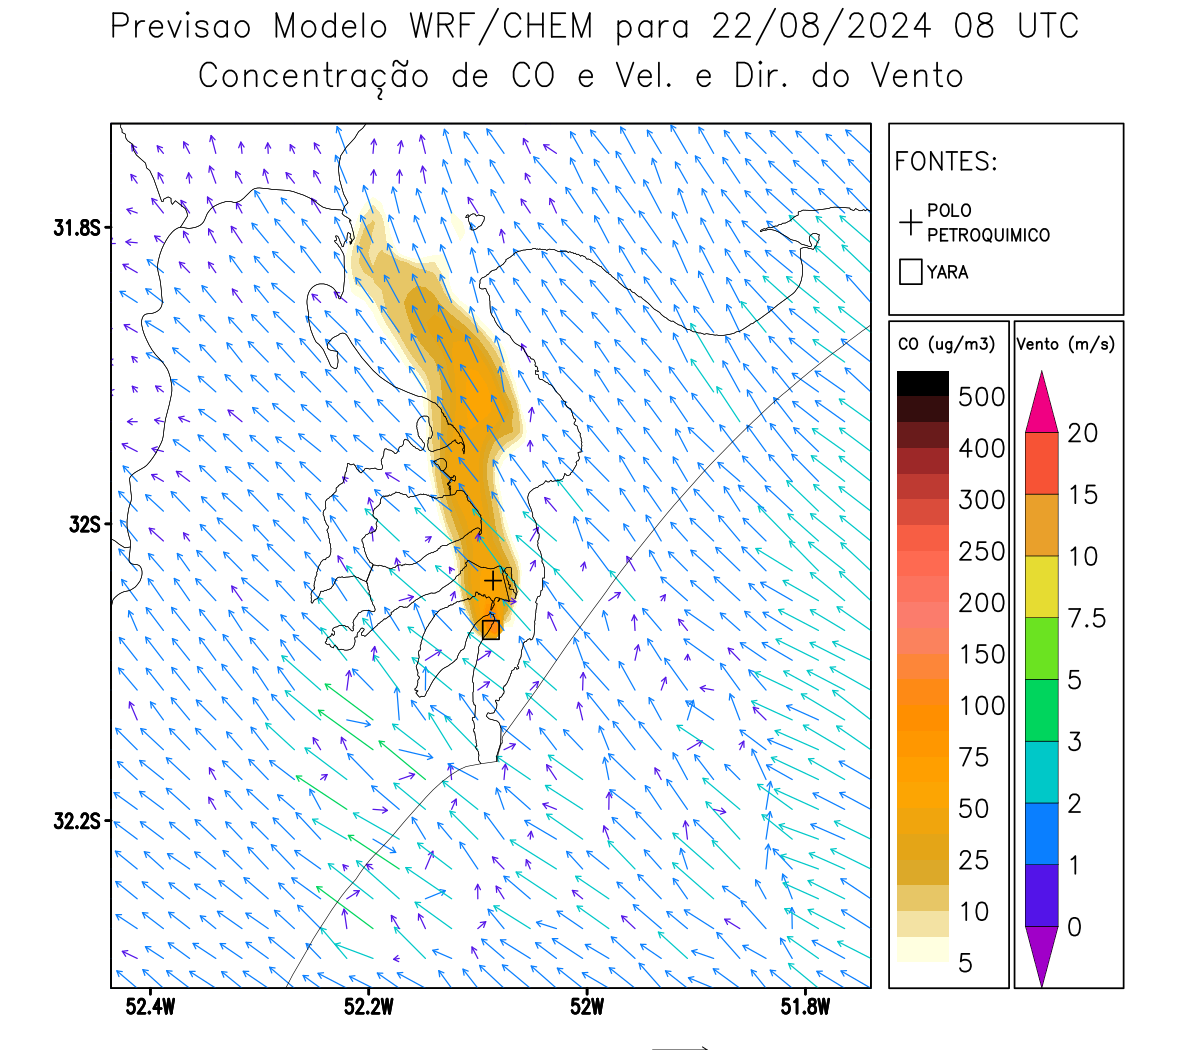 Previsao Modelo WRF/CHEM para 22/08/2024 08 UTC
Concentração de CO e Vel. e Dir. do Vento
FONTES:
POLO
PETROQUIMICO
YARA
31.8S
32S
32.2S
52.4W
52.2W
52W
51.8W
CO (ug/m3)
500
400
300
250
200
150
100
75
50
25
10
5
Vento (m/s)
20
15
10
7.5
5
3
2
1
0